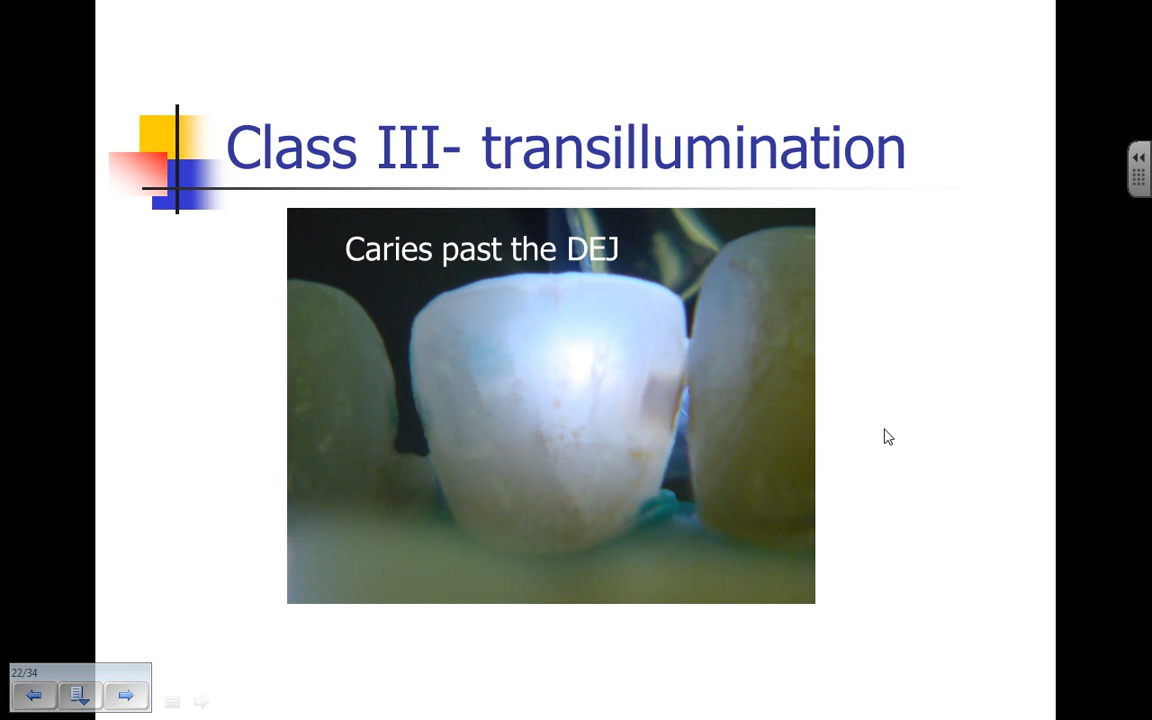 Class III- transillumination
Caries past the DEJ
22/34